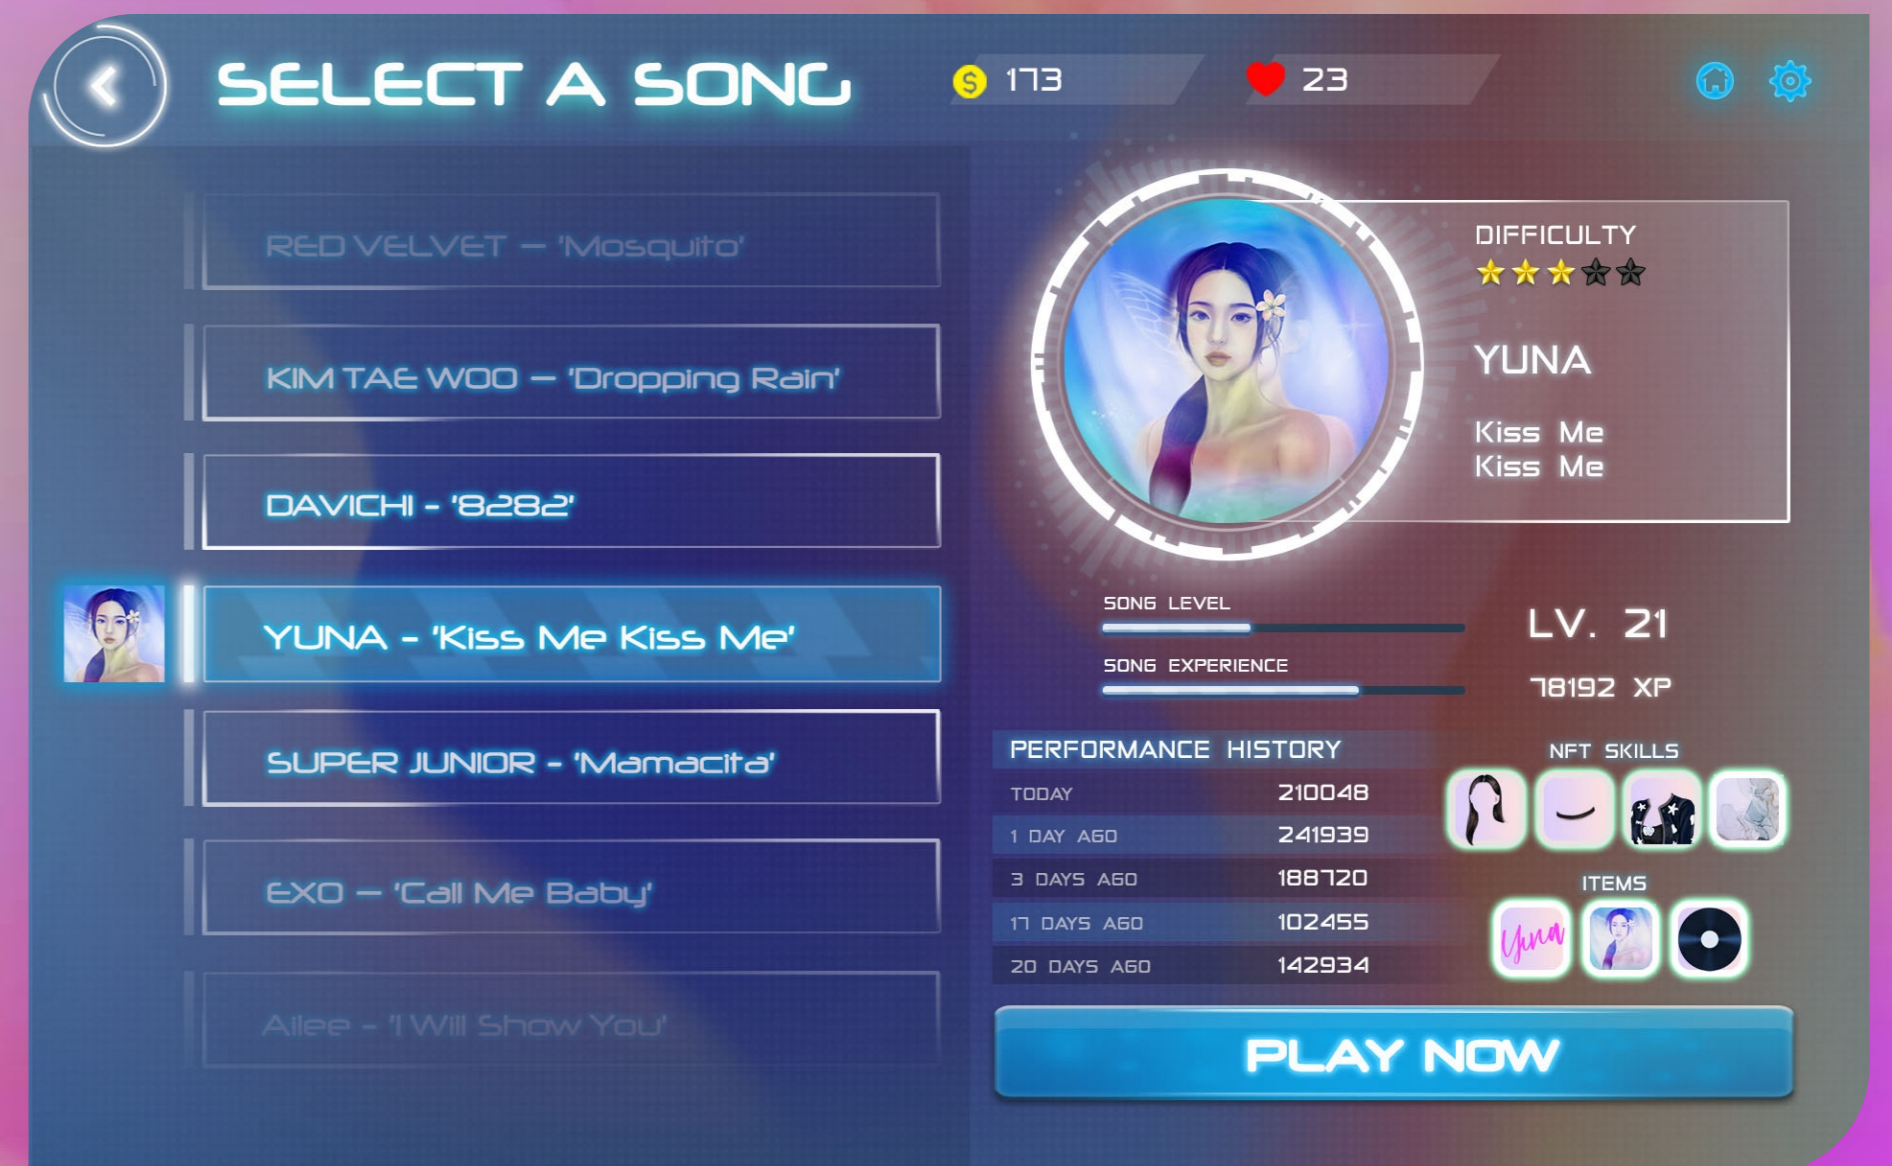 SELECT A SONG
173
23
RED VELVET – 'Mosquito'
KIM TAE WOO – 'Dropping Rain'
DAVICHI - '8282'
YUNA - 'Kiss Me Kiss Me'
SUPER JUNIOR - 'Mamacita'
EXO – 'Call Me Baby'
Ailee - 'I Will Show You'
DIFFICULTY
YUNA
Kiss Me
Kiss Me
SONG LEVEL
LV. 21
SONG EXPERIENCE
78192 XP
PERFORMANCE HISTORY
TODAY 210048
1 DAY AGO 241939
3 DAYS AGO 188720
17 DAYS AGO 102455
20 DAYS AGO 142934
NFT SKILLS
ITEMS
Yuna
PLAY NOW